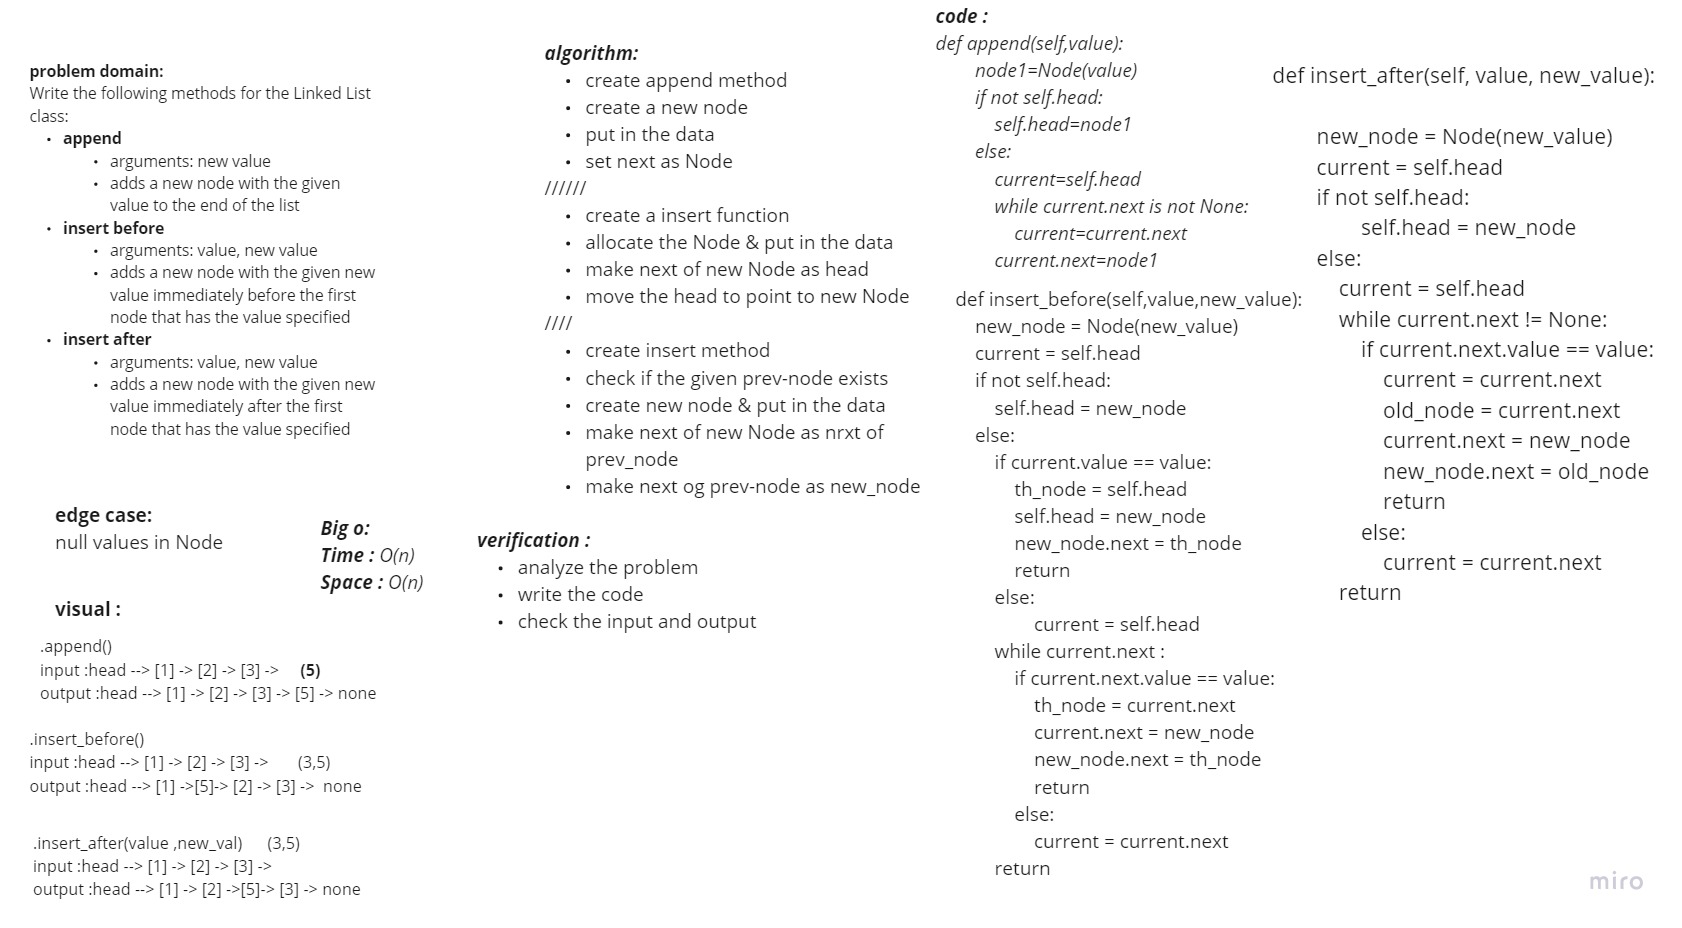 problem domain:
Write the following methods for the Linked List
class:
• append
• arguments: new value
• adds a new node with the given
value to the end of the list
• insert before
• arguments: value, new value
• adds a new node with the given new
value immediately before the first
node that has the value specified
• insert after
• arguments: value, new value
• adds a new node with the given new
value immediately after the first
node that has the value specified
edge case:
null values in Node
Big o:
Time : O(n)
Space : O(n)
visual :
.append()
input :head --> [1] -> [2] -> [3] -> (5)
output :head --> [1] -> [2] -> [3] -> [5] -> none
.insert_before()
input :head --> [1] -> [2] -> [3] -> (3,5)
output :head --> [1] ->[5]-> [2] -> [3] -> none
.insert_after(value ,new_val) (3,5)
input :head --> [1] -> [2] -> [3] ->
output :head --> [1] -> [2] ->[5]-> [3] -> none
algorithm:
• create append method
• create a new node
• put in the data
• set next as Node
//////
• create a insert function
• allocate the Node & put in the data
• make next of new Node as head
• move the head to point to new Node
////
• create insert method
• check if the given prev-node exists
• create new node & put in the data
• make next of new Node as nrxt of
prev_node
• make next og prev-node as new_node
verification :
• analyze the problem
• write the code
• check the input and output
code :
def append(self,value):
node1=Node(value)
if not self.head:
self.head=node1
else:
current=self.head
while current.next is not None:
current=current.next
current.next=node1
def insert_before(self,value,new_value):
new_node = Node(new_value)
current = self.head
if not self.head:
self.head = new_node
else:
if current.value == value:
th_node = self.head
self.head = new_node
new_node.next = th_node
return
else:
current = self.head
while current.next :
if current.next.value == value:
th_node = current.next
current.next = new_node
new_node.next = th_node
return
else:
current = current.next
return
def insert_after(self, value, new_value):
new_node = Node(new_value)
current = self.head
if not self.head:
self.head = new_node
else:
current = self.head
while current.next != None:
if current.next.value == value:
current = current.next
old_node = current.next
current.next = new_node
new_node.next = old_node
return
else:
current = current.next
return
miro